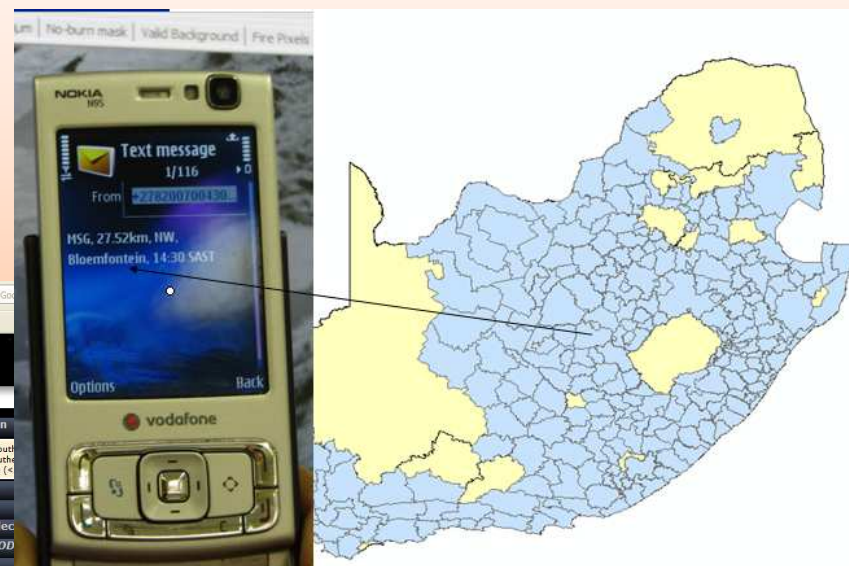 No-burn mask | Valid Background | Fire Pixels
NOKIA
N95
Text message
1/116
From +278200700430..
MSG, 27.52km, NW,
Bloemfontein, 14:30 SAST
Options
Back
vodafone